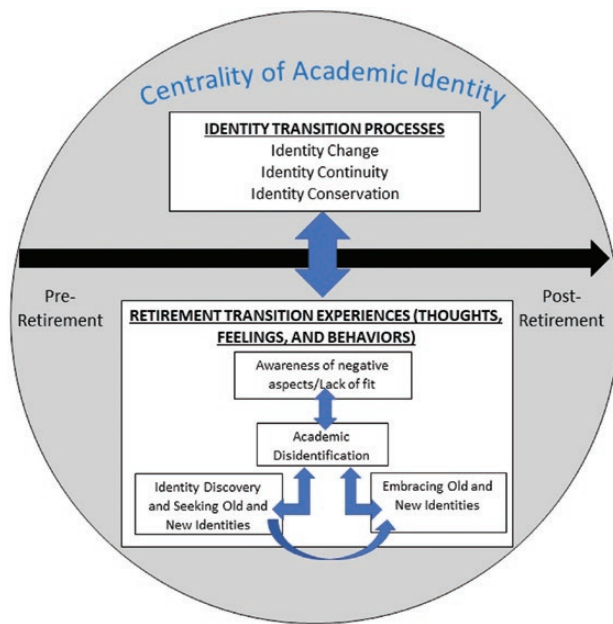 Centrality of Academic Identity
IDENTITY TRANSITION PROCESSES
Identity Change
Identity Continuity
Identity Conservation
Pre-
Retirement
Post-
Retirement
RETIREMENT TRANSITION EXPERIENCES (THOUGHTS,
FEELINGS, AND BEHAVIORS)
Awareness of negative
aspects/Lack of fit
Academic
Disidentification
Identity Discovery
and Seeking Old and
New Identities
Embracing Old and
New Identities